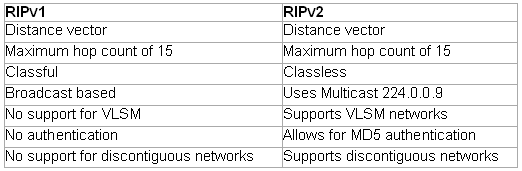 RIPv1 RIPv2
Distance vector Distance vector
Maximum hop count of 15 Maximum hop count of 15
Classful Classless
Broadcast based Uses Multicast 224.0.0.9
No support for VLSM Supports VLSM networks
No authentication Allows for MD5 authentication
No support for discontiguous networks Supports discontiguous networks